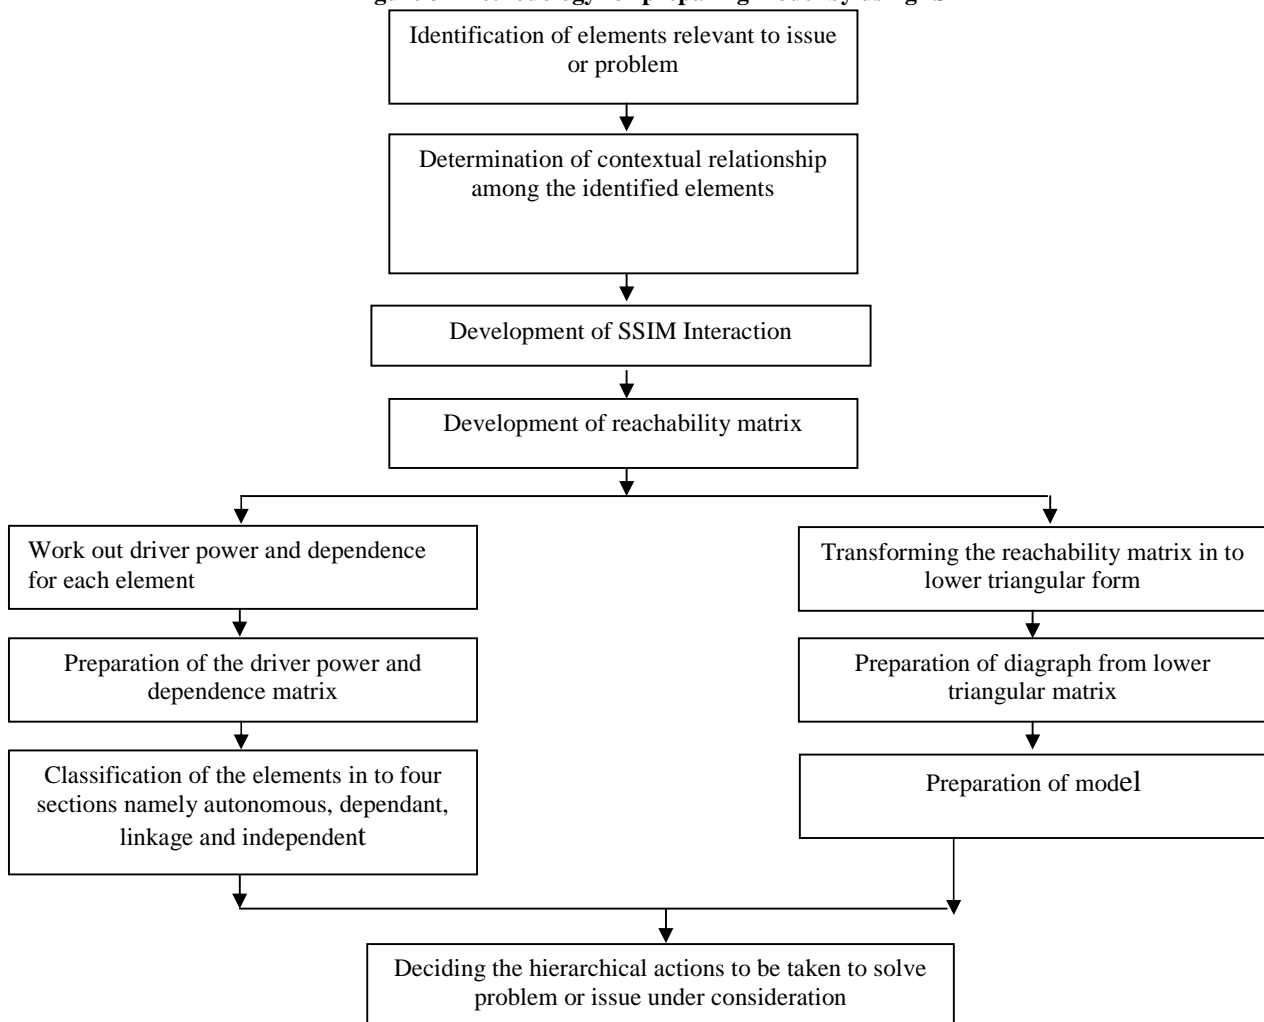 Identification of elements relevant to issue
or problem
Determination of contextual relationship
among the identified elements
Development of SSIM Interaction
Development of reachability matrix
Work out driver power and dependence
for each element
Transforming the reachability matrix in to
lower triangular form
Preparation of the driver power and
dependence matrix
Preparation of diagraph from lower
triangular matrix
Classification of the elements in to four
sections namely autonomous, dependant,
linkage and independent
Preparation of model
Deciding the hierarchical actions to be taken to solve
problem or issue under consideration